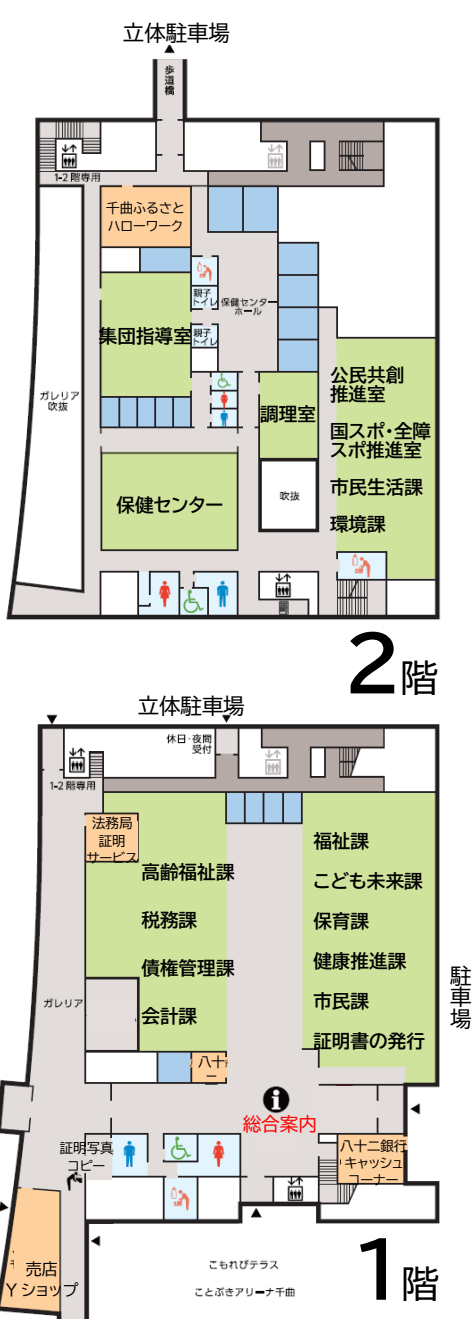 立体駐車場
歩道橋
1-2 階専用
千曲ふるさと
ハローワーク
親子
トイレ
保健センター
ホール
集団指導室
親子
トイレ
ガレリア
吹抜
調理室
公民共創
推進室
国スポ・全障
スポ推進室
市民生活課
環境課
保健センター
吹抜
2階
立体駐車場
休日・夜間
受付
1-2 階専用
法務局
証明
サービス
高齢福祉課
税務課
債権管理課
会計課
福祉課
こども未来課
保育課
健康推進課
市民課
証明書の発行
駐車場
ガレリア
八十
二
総合案内
証明写真
コピー
八十二銀行
キャッシュ
コーナー
売店
Y ショップ
こもれびテラス
ことぶきアリーナ千曲
1階